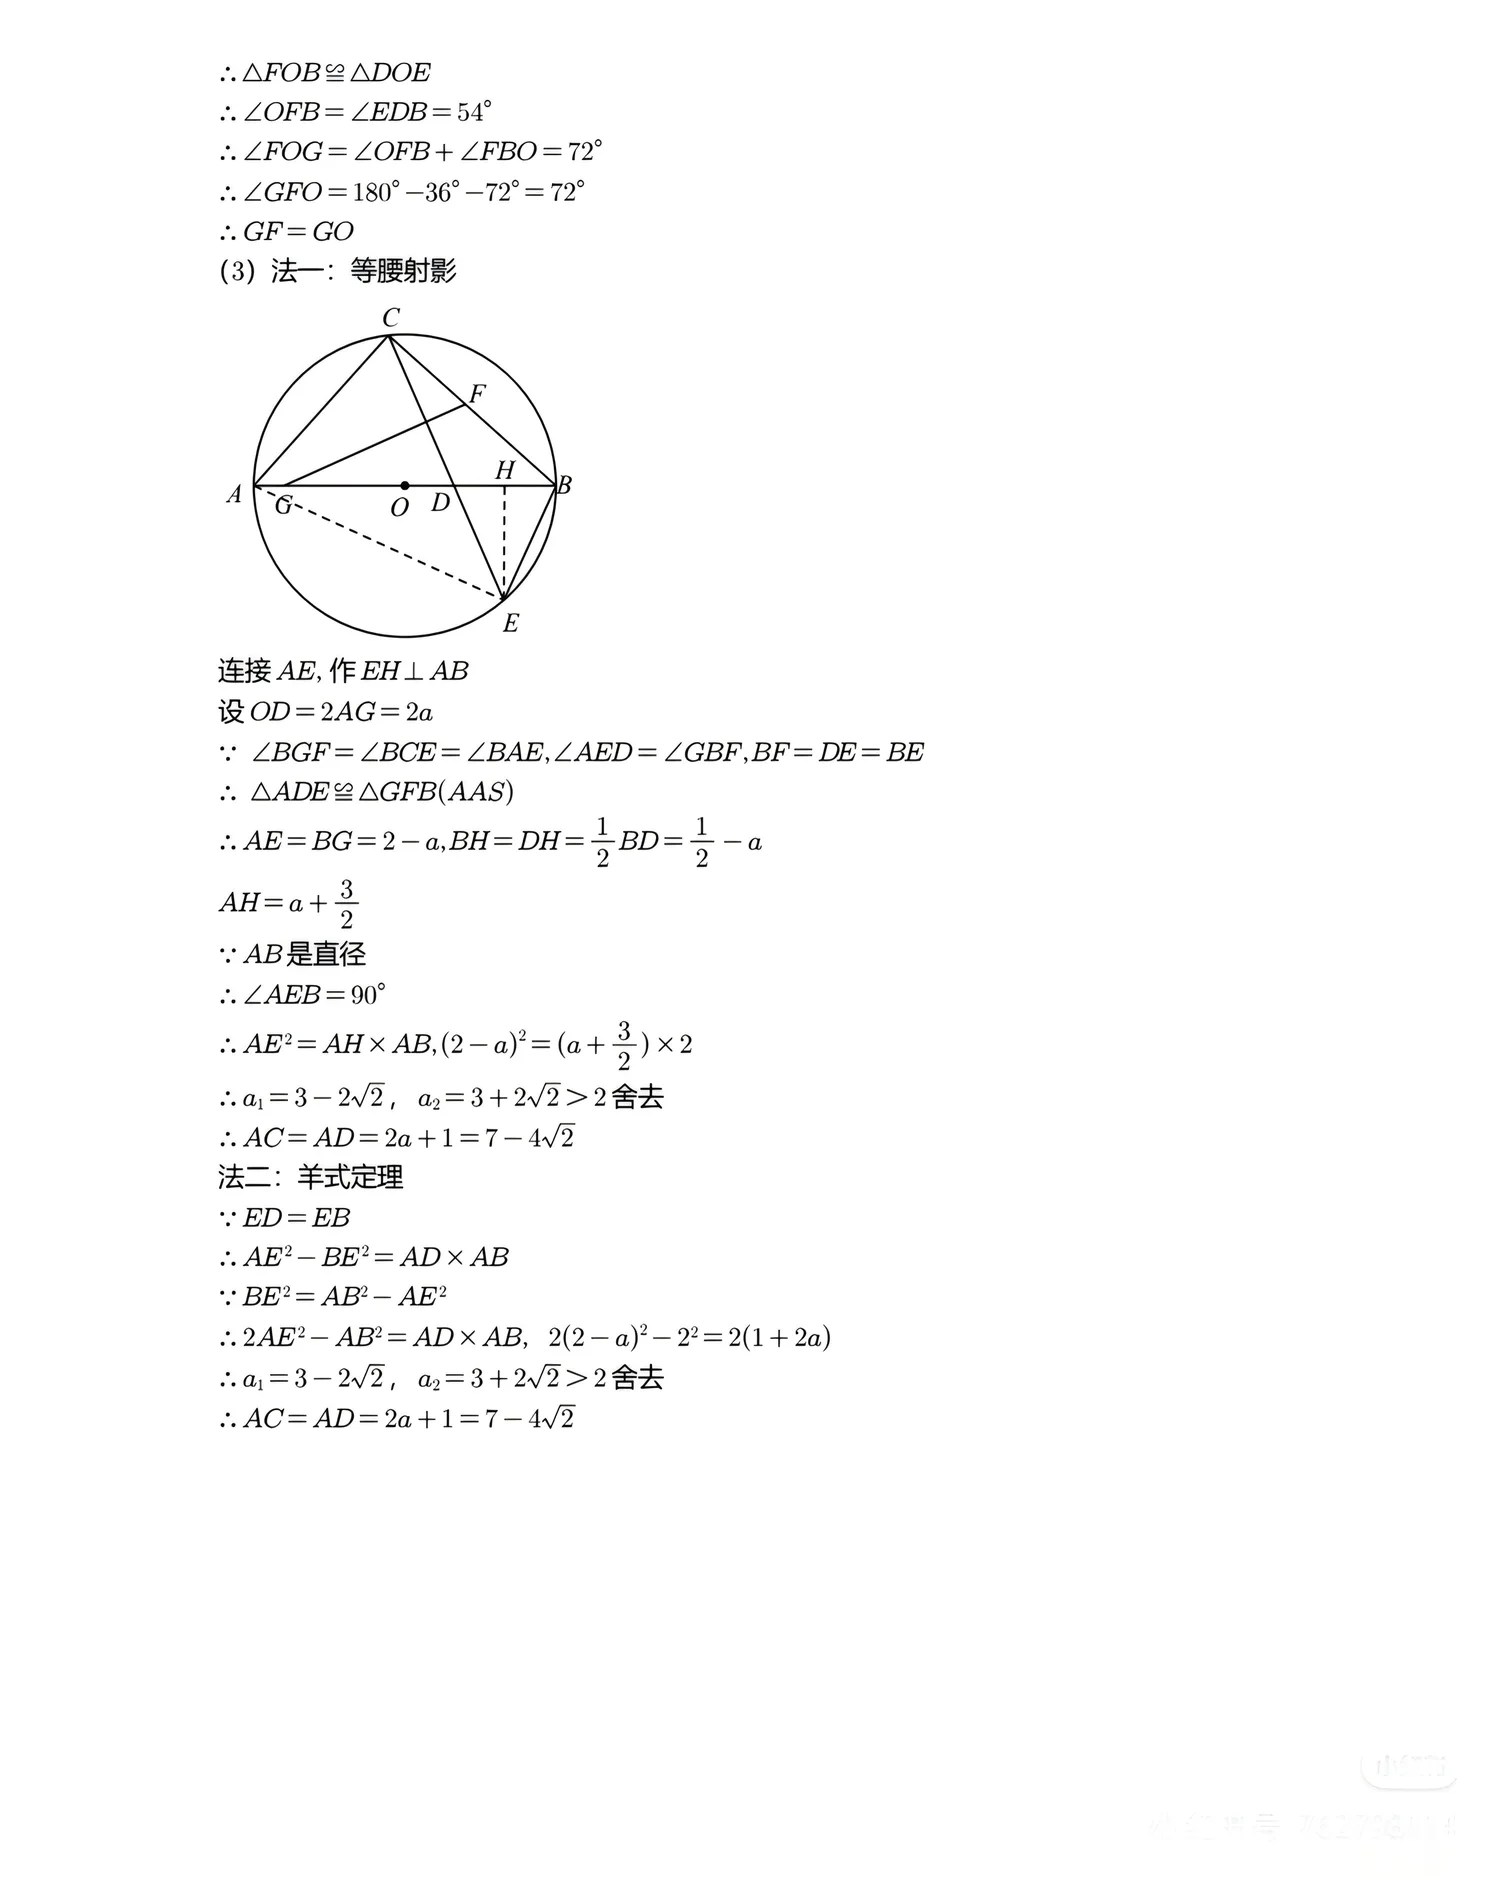 ∴△FOB≌△DOE
∴∠OFB=∠EDB=54°
∴∠FOG=∠OFB+∠FBO=72°
∴∠GFO=180°-36°-72°=72°
∴GF=GO
(3) 法一：等腰射影
C
F
H
A
G
O
D
B
E
连接AE,作EH⊥AB
设OD=2AG=2a
∵ ∠BGF=∠BCE=∠BAE,∠AED=∠GBF,BF=DE=BE
∴ △ADE≌△GFB(AAS)
∴AE=BG=2-a,BH=DH=1/2BD=1/2-a
AH=a+3/2
∵AB是直径
∴∠AEB=90°
∴AE²=AH×AB,(2-a)²=(a+3/2)×2
∴a₁=3-2√2，a₂=3+2√2>2舍去
∴AC=AD=2a+1=7-4√2
法二：羊式定理
∵ED=EB
∴AE²-BE²=AD×AB
∵BE²=AB²-AE²
∴2AE²-AB²=AD×AB，2(2-a)²-2²=2(1+2a)
∴a₁=3-2√2，a₂=3+2√2>2舍去
∴AC=AD=2a+1=7-4√2